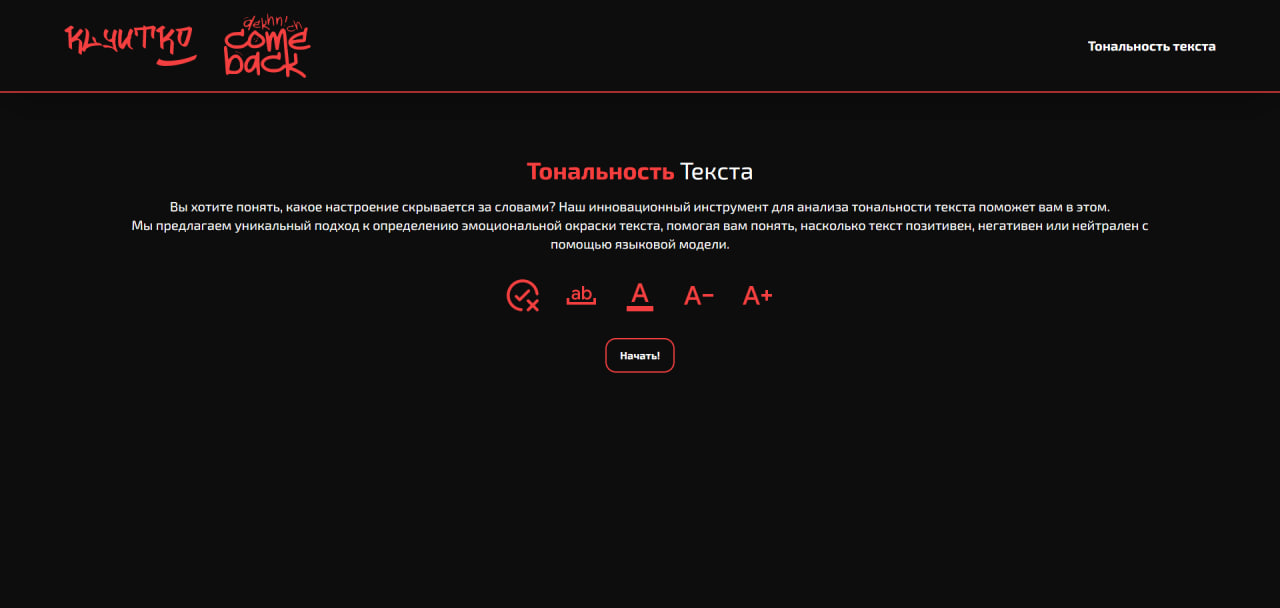 КЦУИТКО
dekhn'ch
come
back
Тональность текста
Тональность Текста
Вы хотите понять, какое настроение скрывается за словами? Наш инновационный инструмент для анализа тональности текста поможет вам в этом.
Мы предлагаем уникальный подход к определению эмоциональной окраски текста, помогая вам понять, насколько текст позитивен, негативен или нейтрален с
помощью языковой модели.
ab A A− A+
Начать!